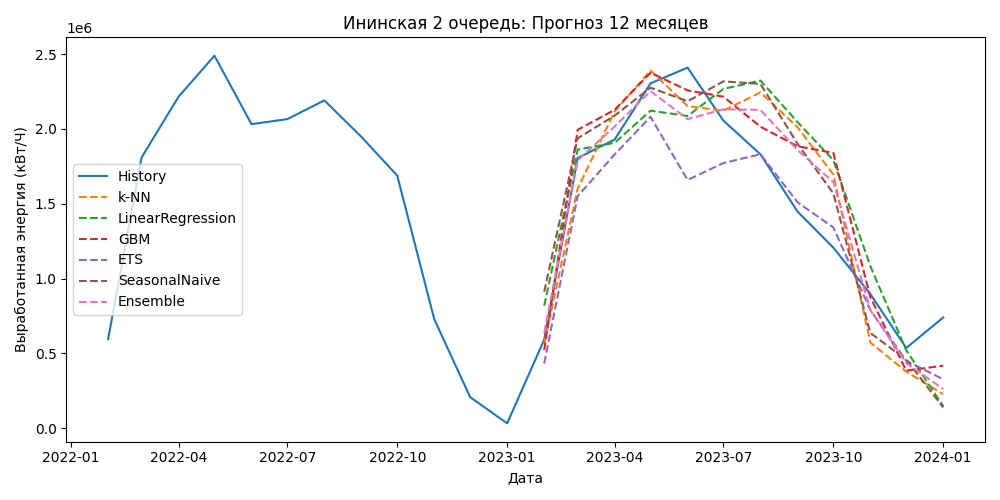 Ининская 2 очередь: Прогноз 12 месяцев
1e6
2.5
2.0
1.5
1.0
0.5
0.0
Выработанная энергия (кВт/Ч)
History
k-NN
LinearRegression
GBM
ETS
SeasonalNaive
Ensemble
2022-01 2022-04 2022-07 2022-10 2023-01 2023-04 2023-07 2023-10 2024-01
Дата